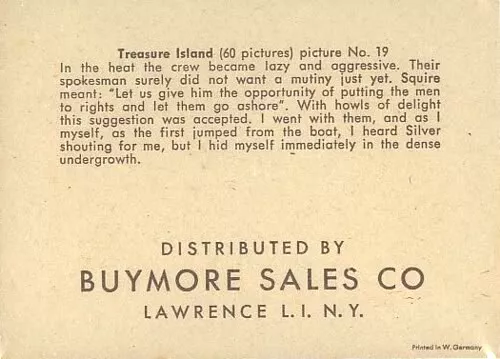 Treasure Island (60 pictures) picture No. 19
In the heat the crew became lazy and aggressive. Their
spokesman surely did not want a mutiny just yet. Squire
meant: "Let us give him the opportunity of putting the men
to rights and let them go ashore". With howls of delight
this suggestion was accepted. I went with them, and as I
myself, as the first jumped from the boat, I heard Silver
shouting for me, but I hid myself immediately in the dense
undergrowth.
DISTRIBUTED BY
BUYMORE SALES CO
LAWRENCE L.I. N.Y.
Printed in W. Germany